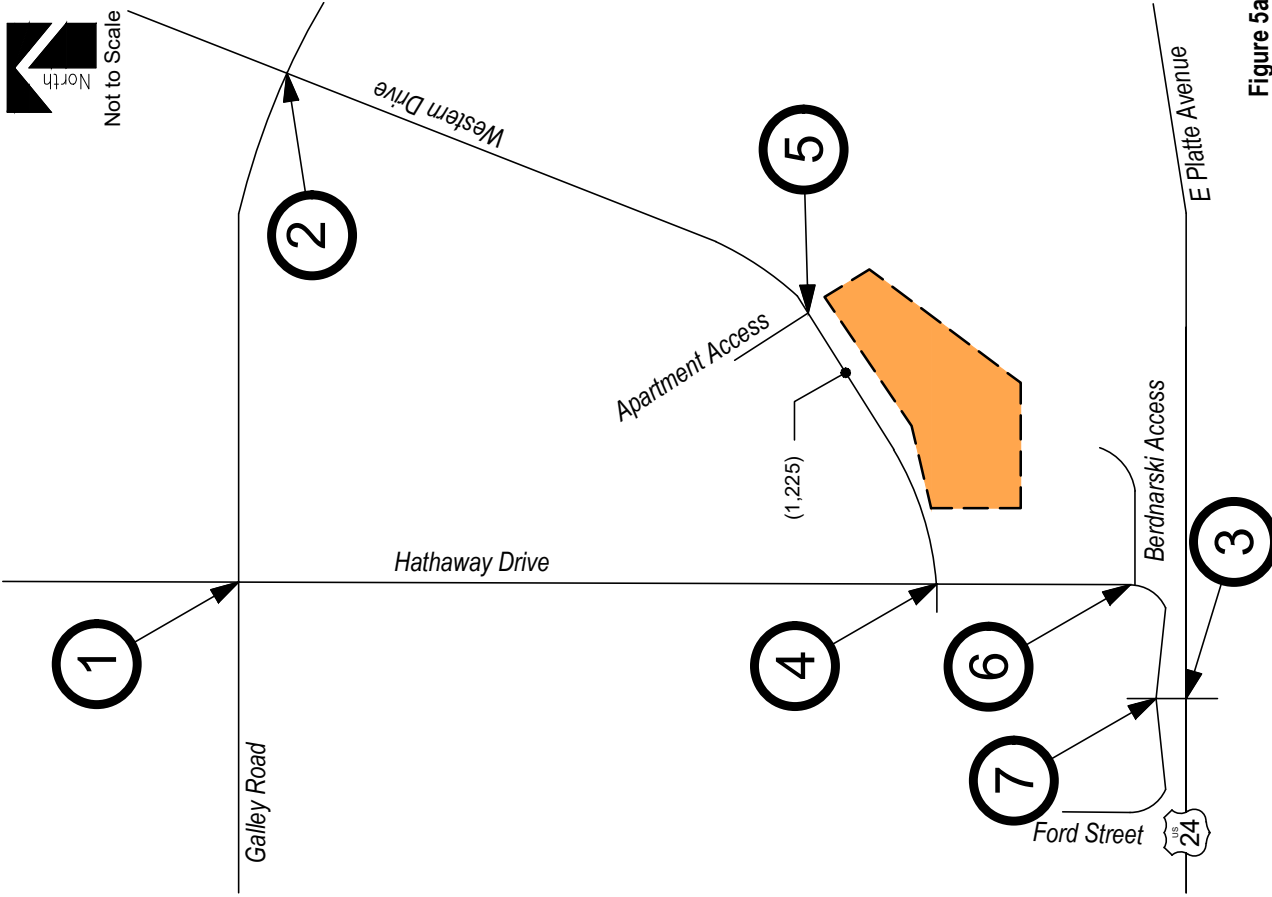 North
Not to Scale
Western Drive
1
2
5
Galley Road
Hathaway Drive
Apartment Access
(1,225)
4
6
7
3
Berdnarski Access
E Platte Avenue
Ford Street
US
24
Figure 5a